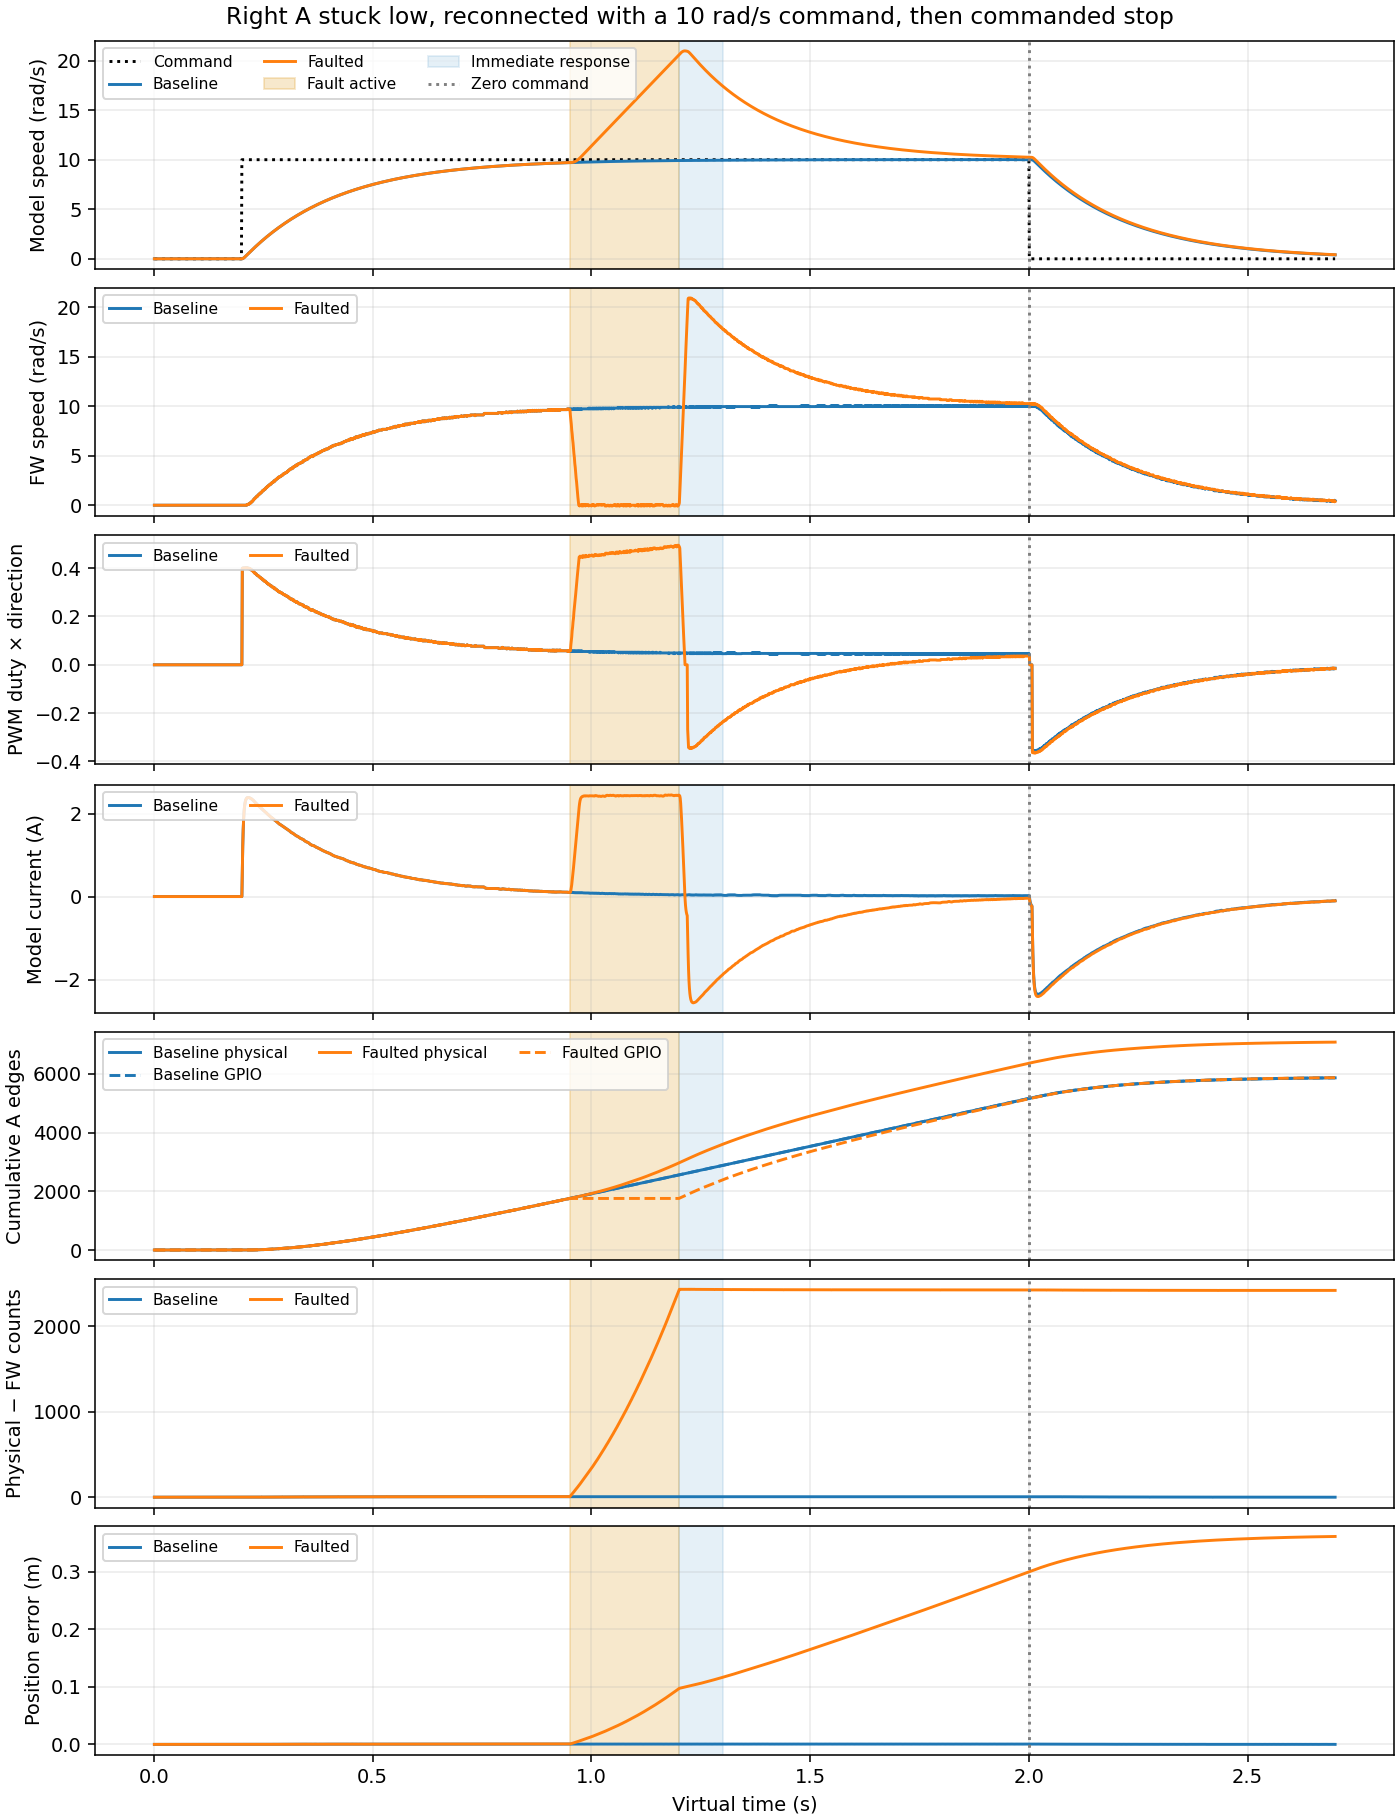 Right A stuck low, reconnected with a 10 rad/s command, then commanded stop
Model speed (rad/s)
20
15
10
5
0
Command
Baseline
Faulted
Fault active
Immediate response
Zero command
FW speed (rad/s)
20
15
10
5
0
Baseline
Faulted
PWM duty × direction
0.4
0.2
0.0
−0.2
−0.4
Baseline
Faulted
Model current (A)
2
0
−2
Baseline
Faulted
Cumulative A edges
6000
4000
2000
0
Baseline physical
Baseline GPIO
Faulted physical
Faulted GPIO
Physical − FW counts
2000
1000
0
Baseline
Faulted
Position error (m)
0.3
0.2
0.1
0.0
Baseline
Faulted
0.0
0.5
1.0
1.5
2.0
2.5
Virtual time (s)